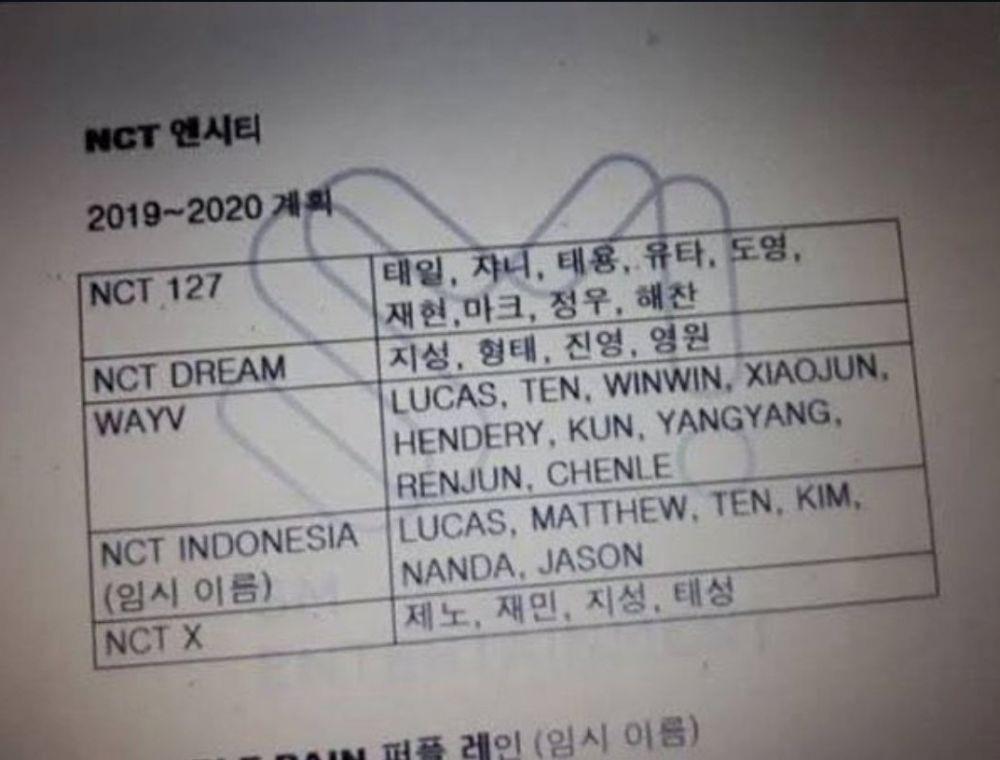 NCT 엔시티
2019~2020 계획
NCT 127
태일, 쟈니, 태용, 유타, 도영,
재현,마크, 정우, 해찬
NCT DREAM
지성, 형태, 진영, 영원
WAYV
LUCAS, TEN, WINWIN, XIAOJUN,
HENDERY, KUN, YANGYANG,
RENJUN, CHENLE
NCT INDONESIA
(임시 이름)
LUCAS, MATTHEW, TEN, KIM,
NANDA, JASON
NCT X
제노, 재민, 지성, 태성
RAIN 퍼플 레인 (임시 이름)